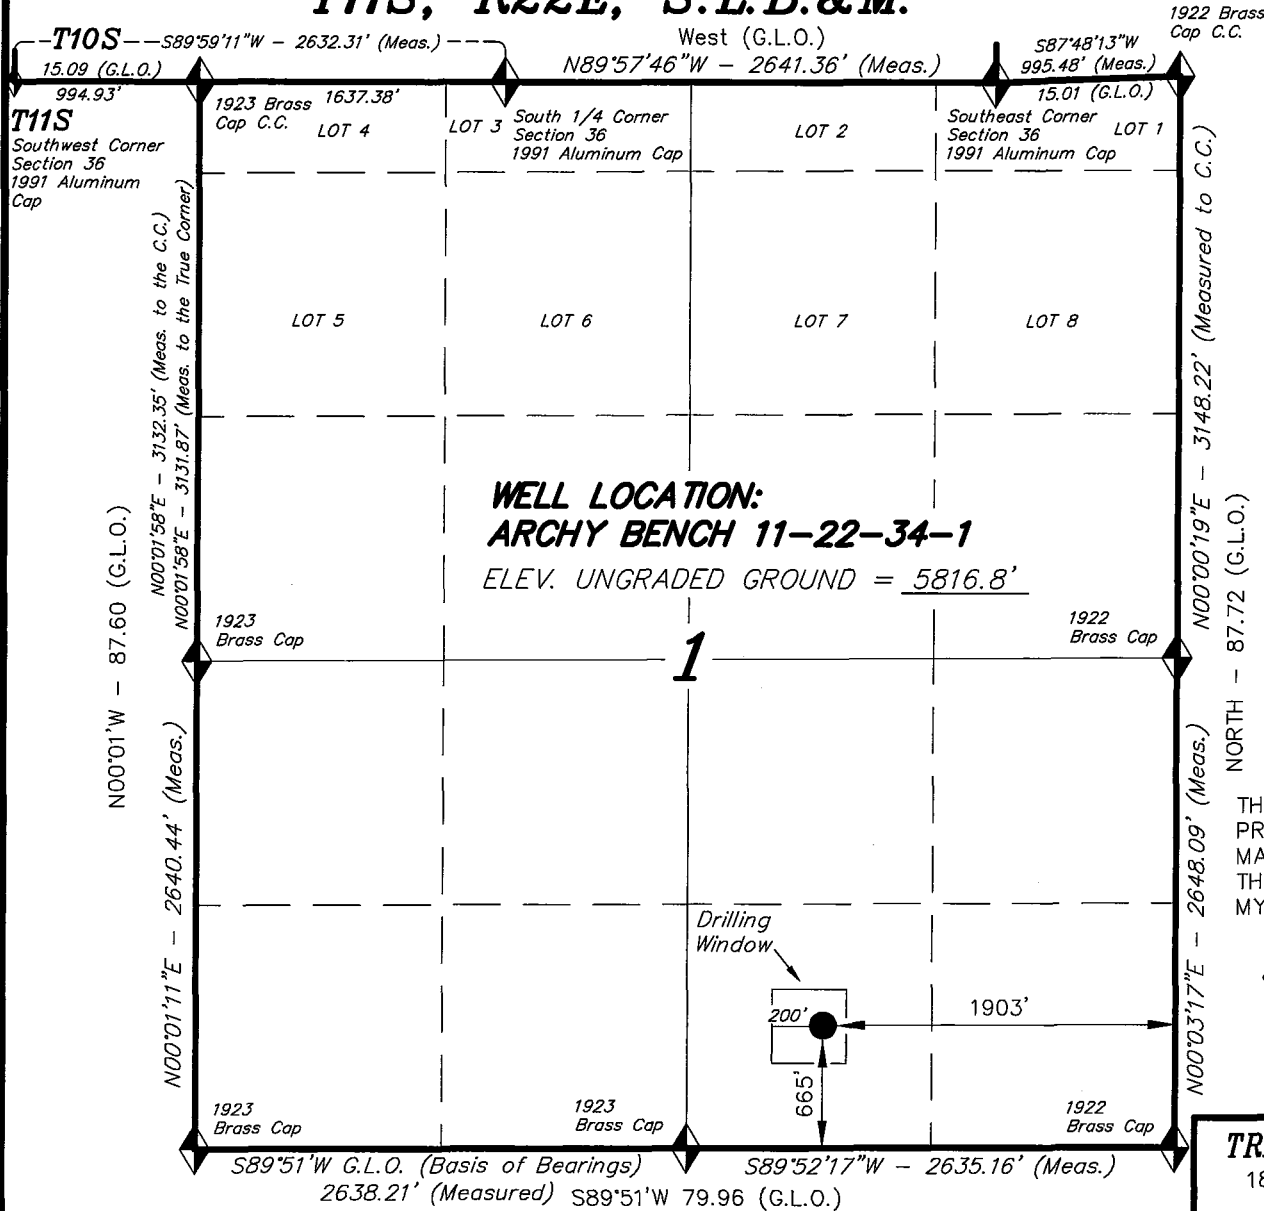 T11S, R22E, S.L.B.&M.
1922 Brass
Cap C.C.
T10S
S89°59'11"W - 2632.31' (Meas.)
West (G.L.O.)
N89°57'46"W - 2641.36' (Meas.)
S87°48'13"W
995.48' (Meas.)
15.09 (G.L.O.)
15.01 (G.L.O.)
994.93'
T11S
Southwest Corner
Section 36
1991 Aluminum
Cap
1923 Brass
Cap C.C.
1637.38'
LOT 4
LOT 3
South 1/4 Corner
Section 36
1991 Aluminum Cap
LOT 2
Southeast Corner
Section 36
1991 Aluminum Cap
LOT 1
N00°01'58"E - 3132.35' (Meas. to the C.C.)
N00°01'58"E - 3131.87' (Meas. to the True Corner)
N00°00'19"E - 3148.22' (Measured to C.C.)
LOT 5
LOT 6
LOT 7
LOT 8
WELL LOCATION:
ARCHY BENCH 11-22-34-1
ELEV. UNGRADED GROUND = 5816.8'
N00°01'W - 87.60 (G.L.O.)
NORTH - 87.72 (G.L.O.)
1923
Brass Cap
1922
Brass Cap
1
N00°01'11"E - 2640.44' (Meas.)
N00°03'17"E - 2648.09' (Meas.)
TH
PR
MA
TH
MY
Drilling
Window
200'
1903'
665'
1923
Brass Cap
1923
Brass Cap
1922
Brass Cap
S89°51'W G.L.O. (Basis of Bearings)
2638.21' (Measured)
S89°52'17"W - 2635.16' (Meas.)
S89°51'W 79.96 (G.L.O.)
18